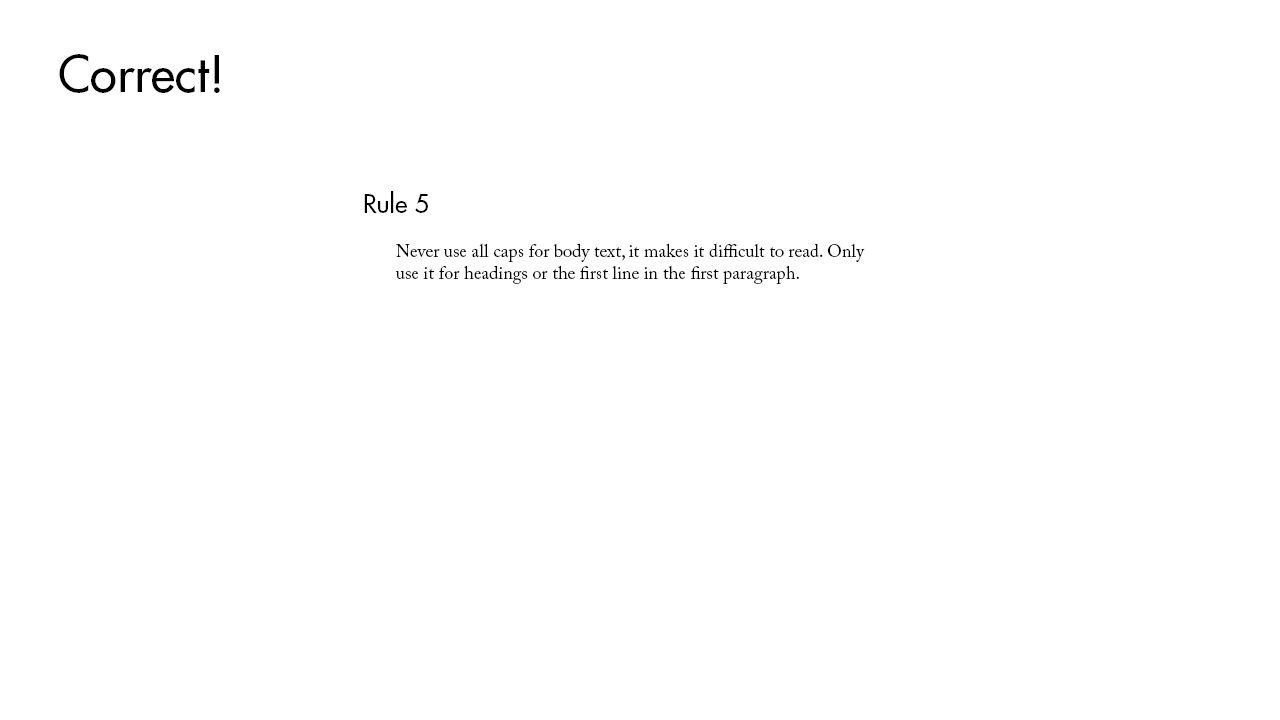 Correct!
Rule 5
Never use all caps for body text, it makes it difficult to read. Only
use it for headings or the first line in the first paragraph.